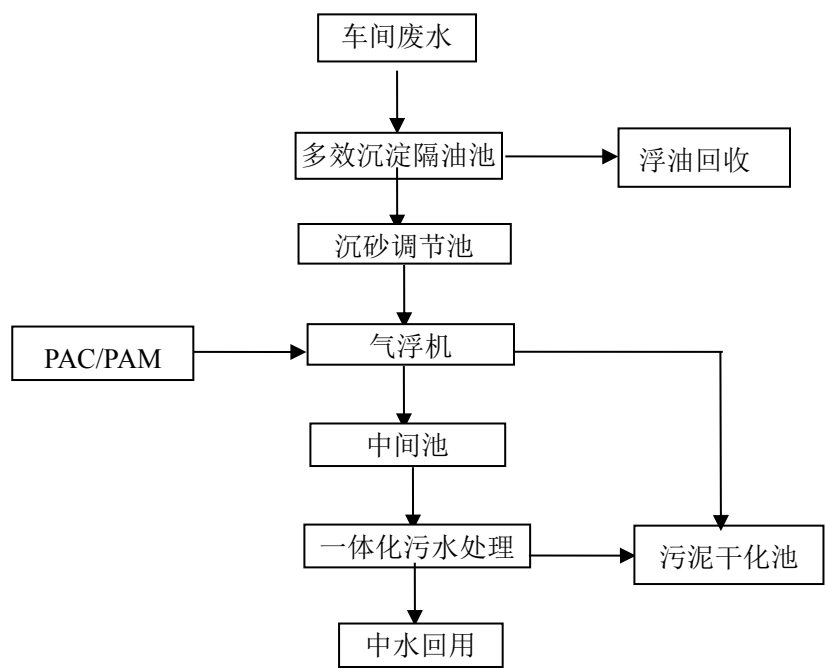 车间废水
多效沉淀隔油池
浮油回收
沉砂调节池
PAC/PAM
气浮机
中间池
一体化污水处理
污泥干化池
中水回用